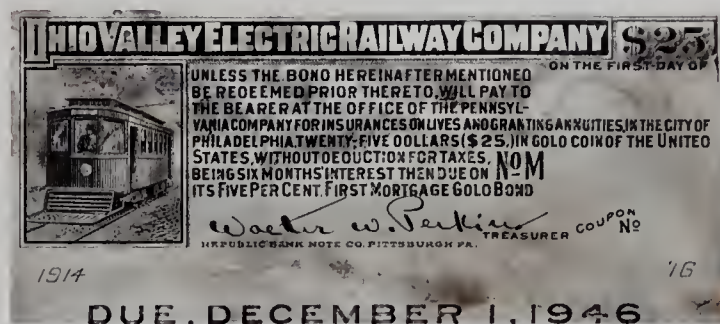 OHIO VALLEY ELECTRIC RAILWAY COMPANY $25
ON THE FIRST DAY OF
UNLESS THE BOND HEREINAFTER MENTIONED
BE REDEEMED PRIOR THERETO, WILL PAY TO
THE BEARER AT THE OFFICE OF THE PENNSYL-
VANIA COMPANY FOR INSURANCES ON LIVES AND GRANTING ANNUITIES, IN THE CITY OF
PHILADELPHIA, TWENTY-FIVE DOLLARS ($25.) IN GOLD COIN OF THE UNITED
STATES, WITHOUT DEDUCTION FOR TAXES,
BEING SIX MONTHS' INTEREST THEN DUE ON No M
ITS FIVE PER CENT. FIRST MORTGAGE GOLD BOND
Walter W. Perkins
TREASURER COUPON No
REPUBLIC BANK NOTE CO. PITTSBURGH PA.
1914 '16
DUE, DECEMBER 1, 1946